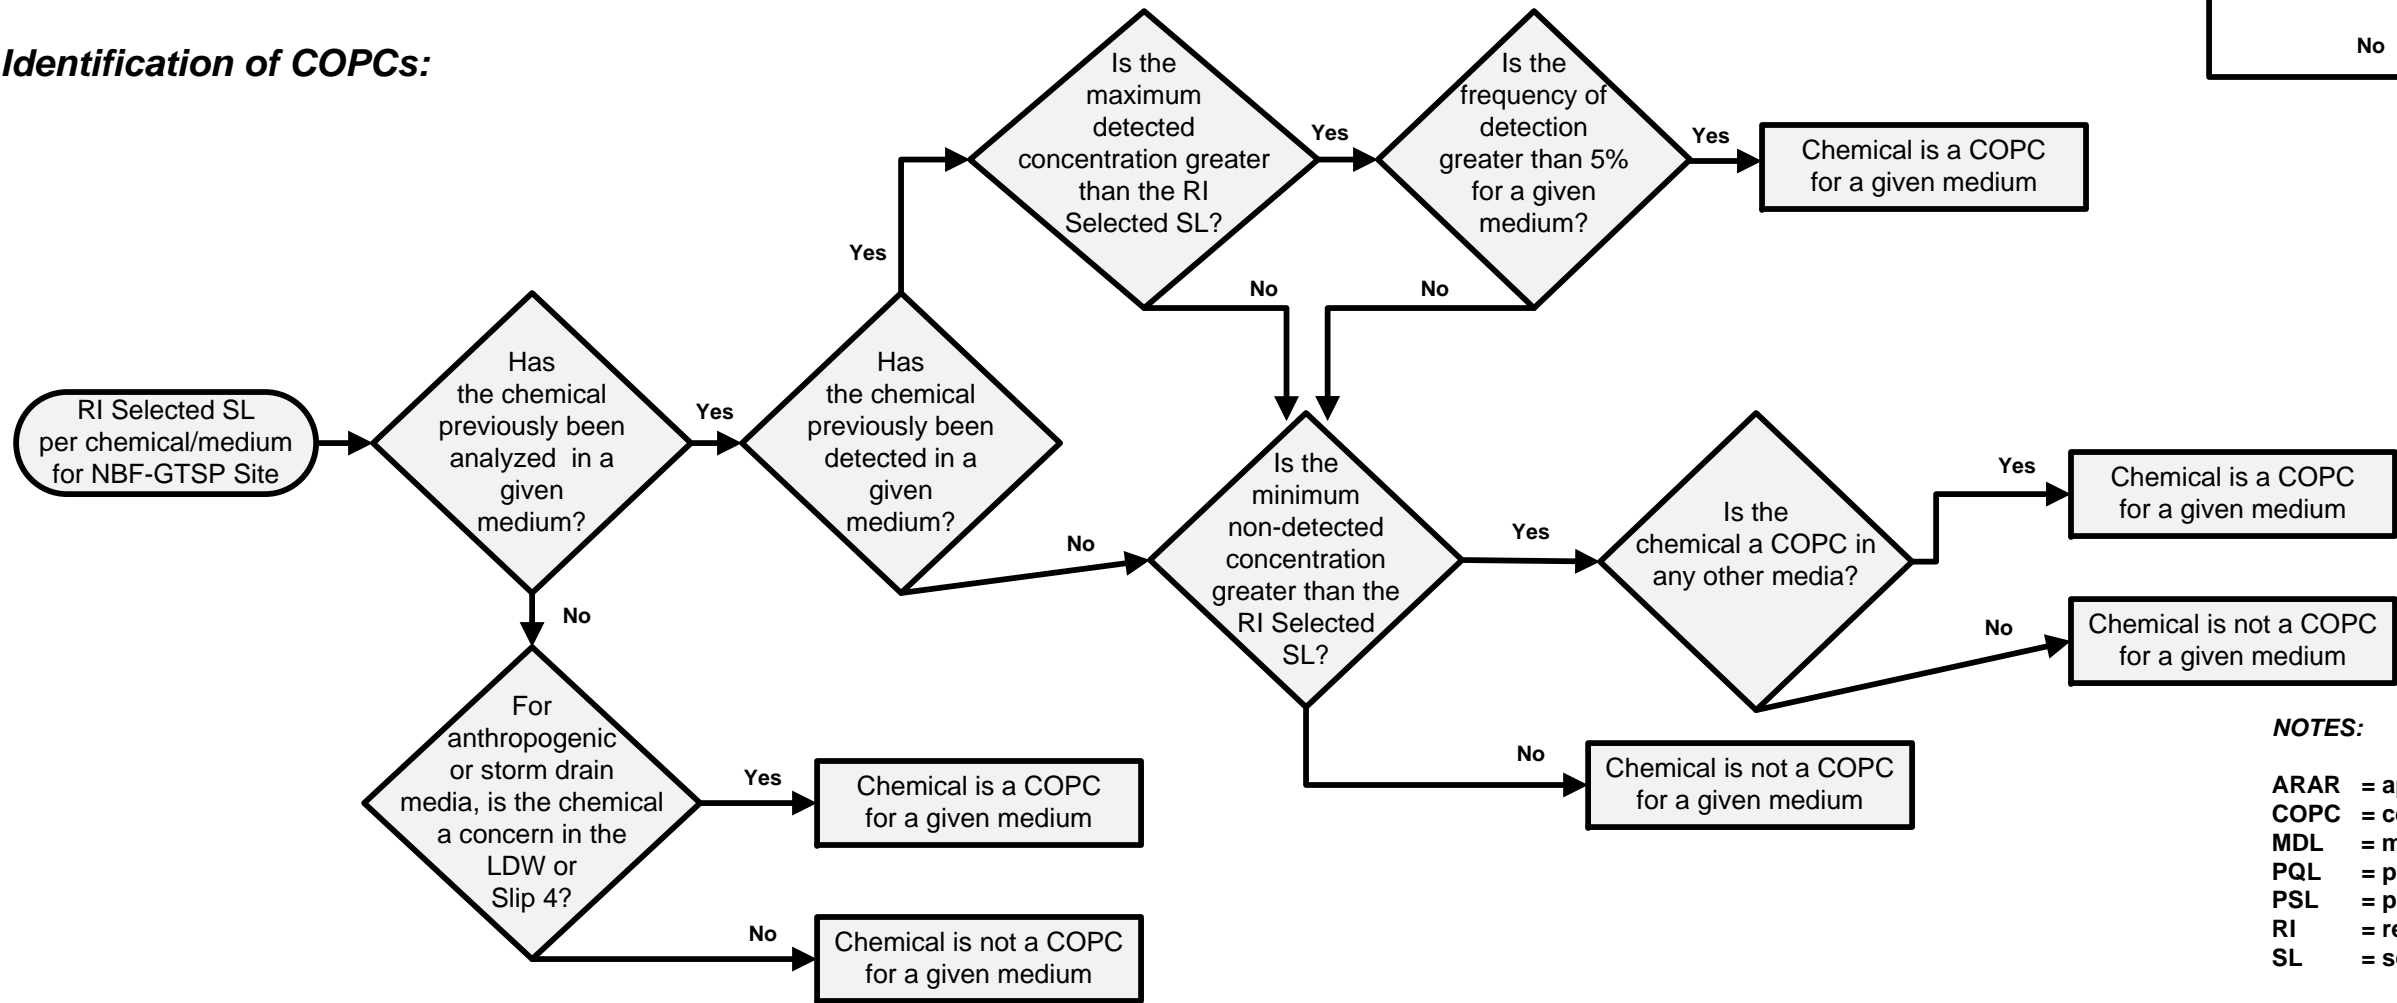 Identification of COPCs:
No
Is the
maximum
detected
concentration greater
than the RI
Selected SL?
Yes
Is the
frequency of
detection
greater than 5%
for a given
medium?
Yes
Chemical is a COPC
for a given medium
Yes
No
No
RI Selected SL
per chemical/medium
for NBF-GTSP Site
Has
the chemical
previously been
analyzed in a
given
medium?
Yes
Has
the chemical
previously been
detected in a
given
medium?
No
Is the
minimum
non-detected
concentration
greater than the
RI Selected
SL?
Yes
Is the
chemical a COPC in
any other media?
Yes
Chemical is a COPC
for a given medium
No
Chemical is not a COPC
for a given medium
No
For
anthropogenic
or storm drain
media, is the chemical
a concern in the
LDW or
Slip 4?
Yes
Chemical is a COPC
for a given medium
No
Chemical is not a COPC
for a given medium
No
Chemical is not a COPC
for a given medium
NOTES:
ARAR =
COPC =
MDL =
PQL =
PSL =
RI =
SL =